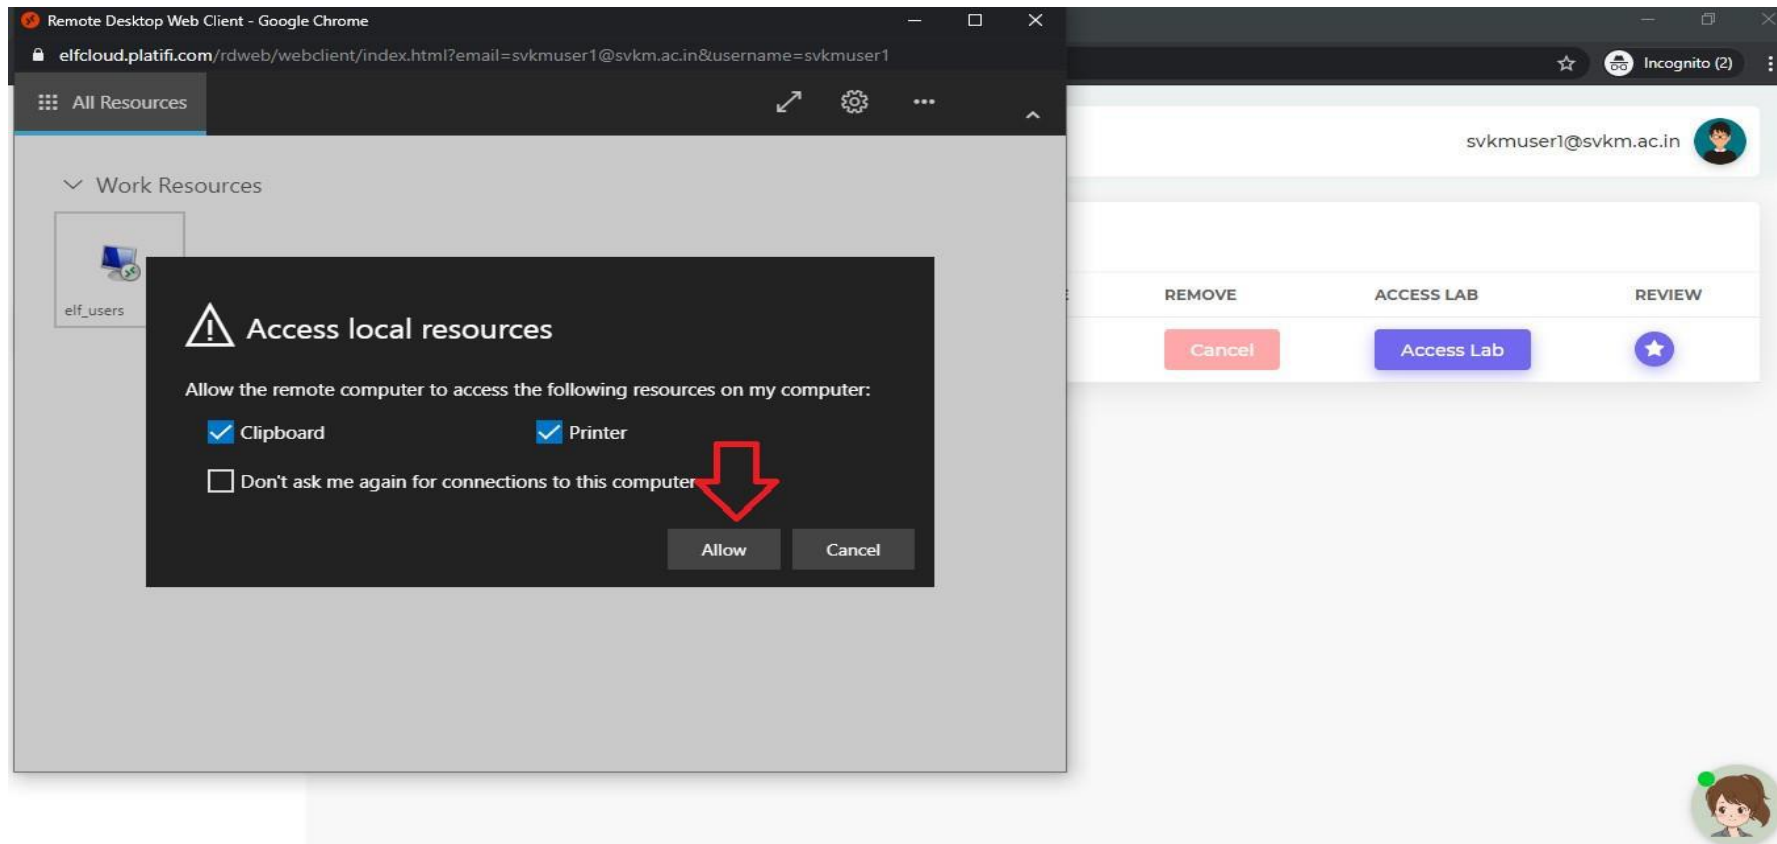 Remote Desktop Web Client - Google Chrome
elfcloud.platifi.com/rdweb/webclient/index.html?email=svkmuser1@svkm.ac.in&username=svkmuser1
Incognito (2)
All Resources
svkmuser1@svkm.ac.in
Work Resources
elf_users
Access local resources
Allow the remote computer to access the following resources on my computer:
Clipboard Printer
Don't ask me again for connections to this computer
Allow Cancel
REMOVE ACCESS LAB REVIEW
Cancel Access Lab